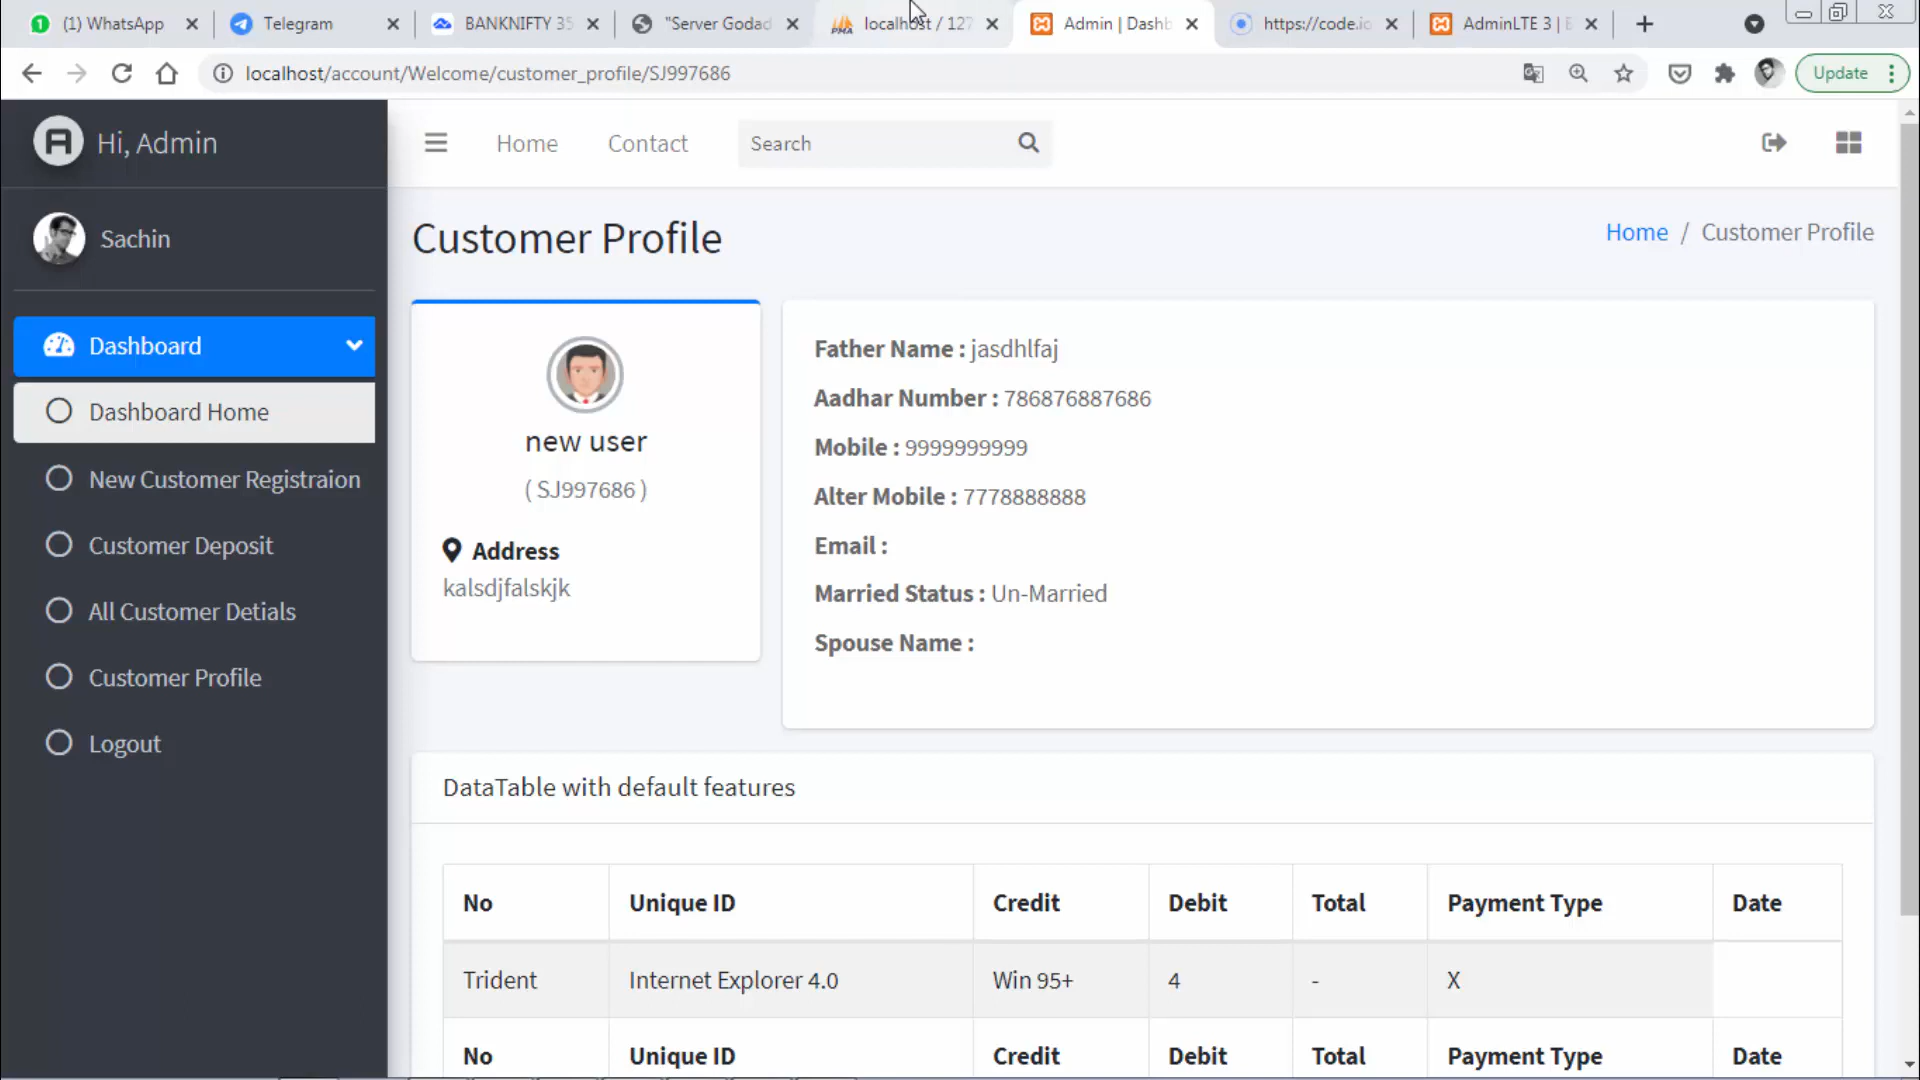 (1) WhatsApp
Telegram
BANKNIFTY 35
"Server Godad
localhost / 127
Admin | Dashb
https://code.io
AdminLTE 3 |
localhost/account/Welcome/customer_profile/SJ997686
Update
Hi, Admin
Home
Contact
Search
Sachin
Customer Profile
Home / Customer Profile
Dashboard
Dashboard Home
New Customer Registraion
Customer Deposit
All Customer Detials
Customer Profile
Logout
new user
( SJ997686 )
Address
kalsdjfalskjk
Father Name : jasdhlfaj
Aadhar Number : 786876887686
Mobile : 9999999999
Alter Mobile : 7778888888
Email :
Married Status : Un-Married
Spouse Name :
DataTable with default features
No Unique ID Credit Debit Total Payment Type Date
Trident Internet Explorer 4.0 Win 95+ 4 - X
No Unique ID Credit Debit Total Payment Type Date